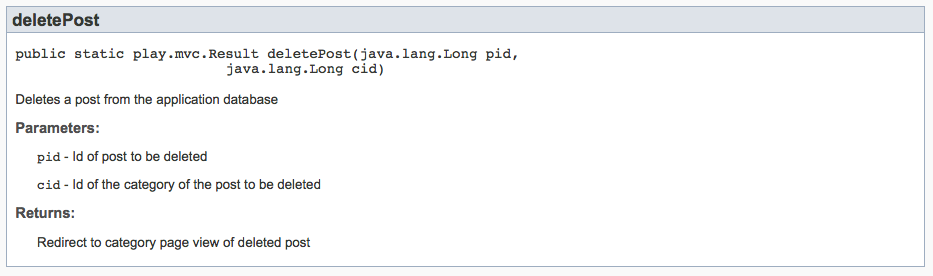 deletePost
public static play.mvc.Result deletePost(java.lang.Long pid,
java.lang.Long cid)
Deletes a post from the application database
Parameters:
pid - Id of post to be deleted
cid - Id of the category of the post to be deleted
Returns:
Redirect to category page view of deleted post